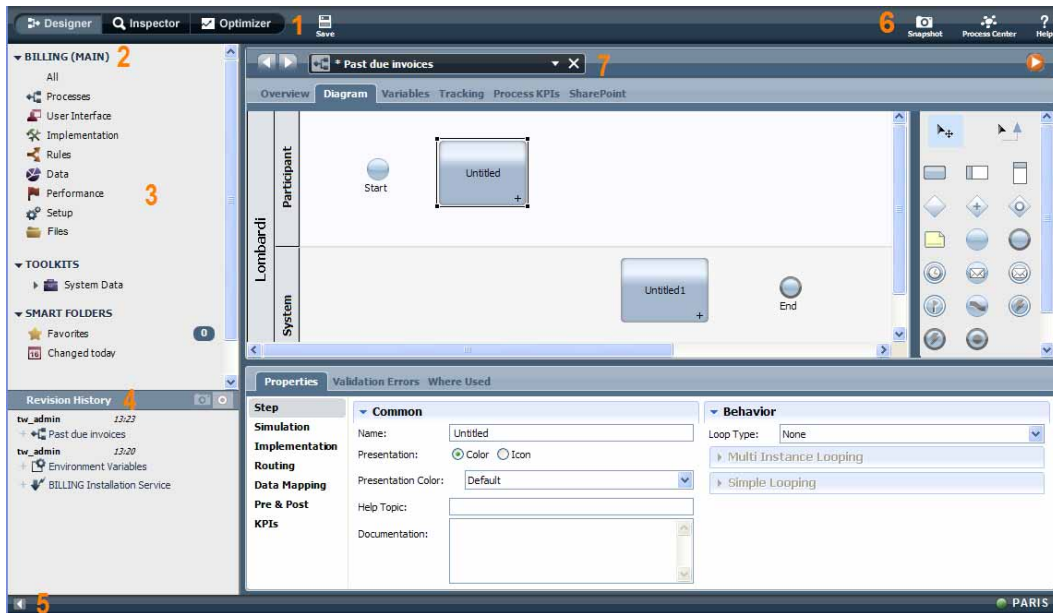 Designer Inspector Optimizer 1 Save 6 Snapshot Process Center Help
BILLING (MAIN) 2
All
Processes
User Interface
Implementation
Rules
Data
Performance
3
Setup
Files
TOOLKITS
System Data
SMART FOLDERS
Favorites 0
16 Changed today
Revision History 4
tw_admin 13:23
Past due invoices
tw_admin 13:20
Environment Variables
BILLING Installation Service
5
* Past due invoices 7
Overview Diagram Variables Tracking Process KPIs SharePoint
Lombardi
Participant
Start
Untitled
System
Untitled1
End
Properties Validation Errors Where Used
Step
Simulation
Implementation
Routing
Data Mapping
Pre & Post
KPIs
Common
Name: Untitled
Presentation: Color Icon
Presentation Color: Default
Help Topic:
Documentation:
Behavior
Loop Type: None
Multi Instance Looping
Simple Looping
PARIS